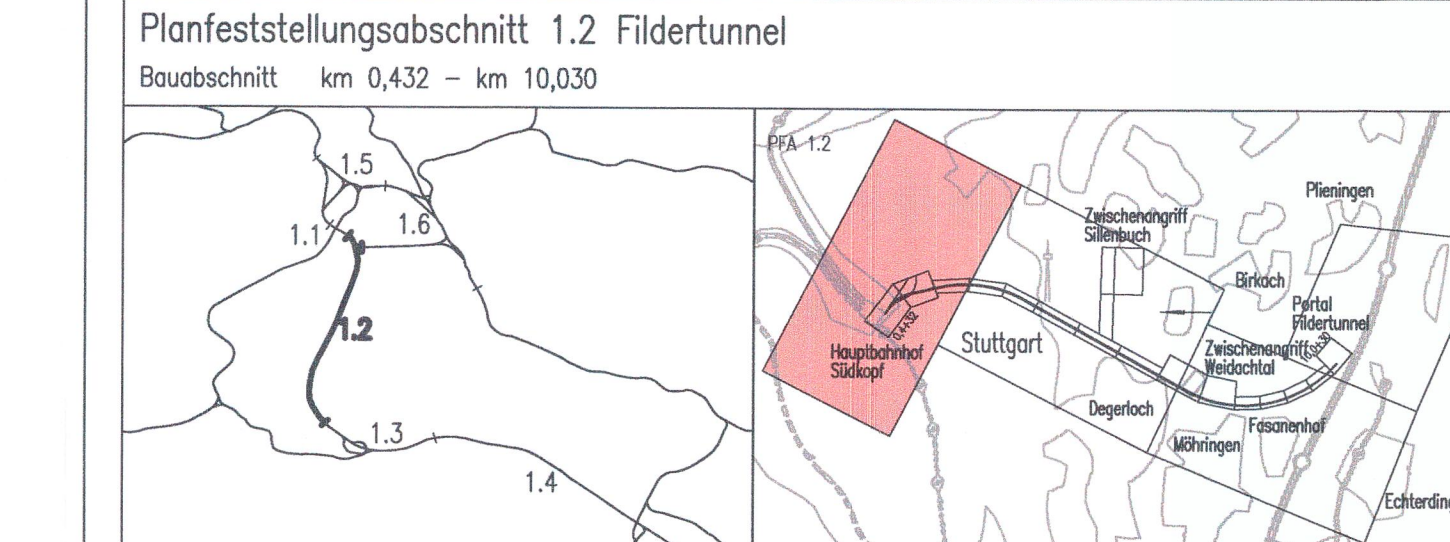 Planfeststellungsabschnitt 1.2 Fildertunnel
Bauabschnitt km 0,432 – km 10,030
1.5
1.6
1.1
1.2
1.3
1.4
PFA 1.2
Plieningen
Zwischenangriff
Sillenbuch
Birkach
Portal
Fildertunnel
Hauptbahnhof
Südkopf
Stuttgart
Zwischenangriff
Weidachtal
Degerloch
Fasanenhof
Möhringen
Echterding